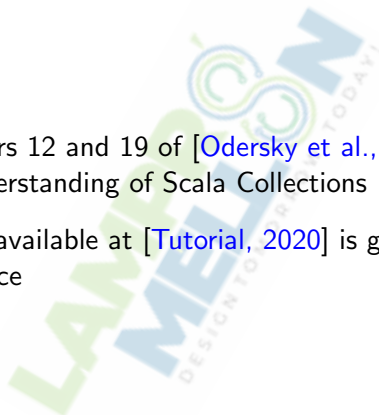 rs 12 and 19 of [Odersky et al.,
erstanding of Scala Collections
available at [Tutorial, 2020] is g
ce
LAMPRON
MELLON
DESIGN TOMORROW TODAY!